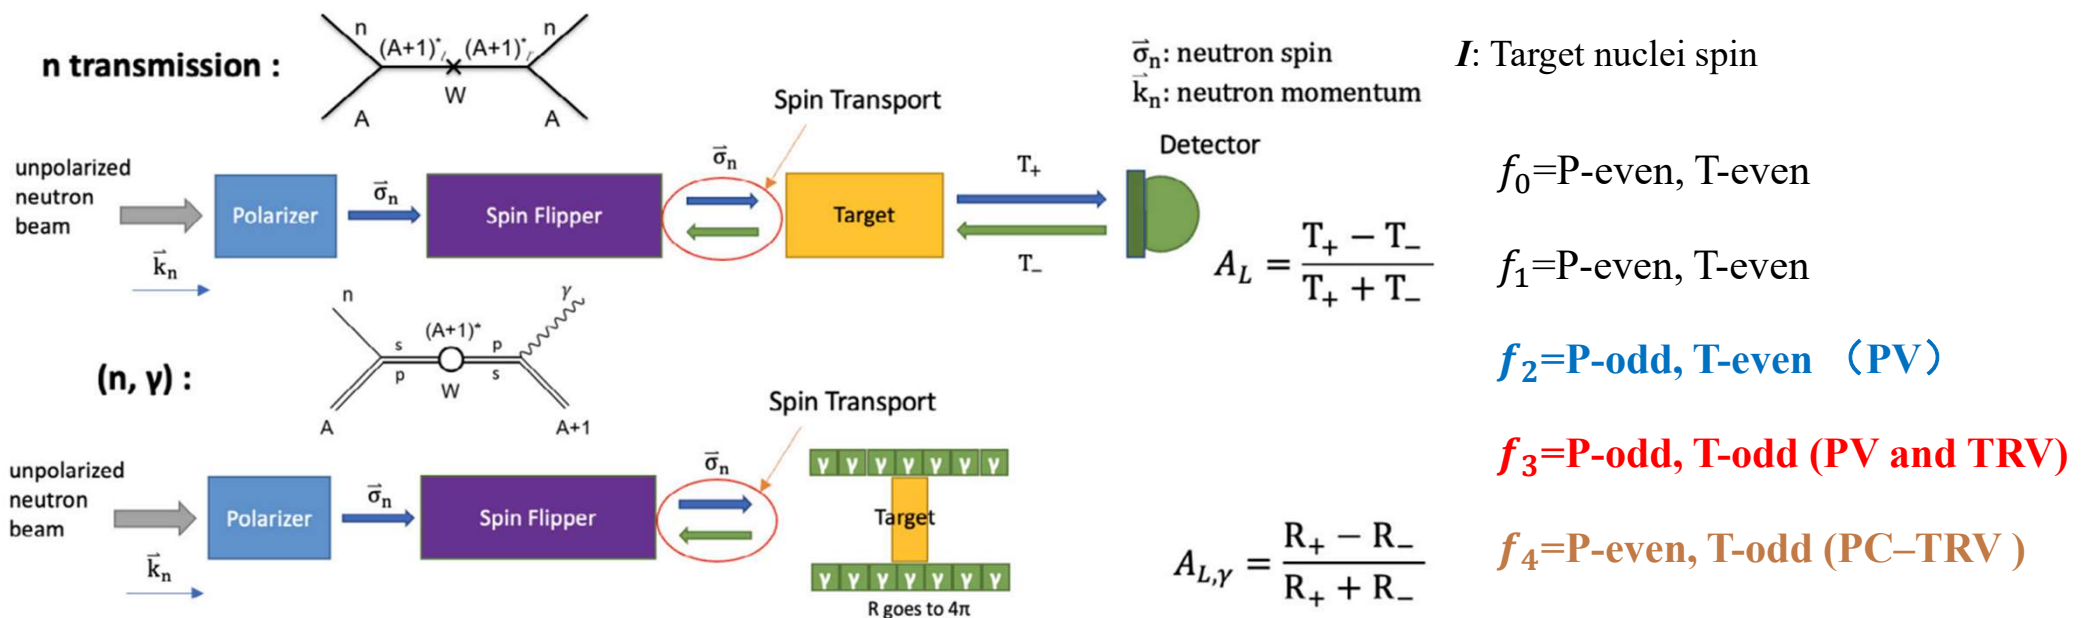 n transmission :
n
n
(A+1)*
(A+1)*
W
A
A
σ⃗ₙ: neutron spin
k⃗ₙ: neutron momentum
I: Target nuclei spin
Spin Transport
Detector
unpolarized
neutron
beam
k⃗ₙ
Polarizer
σ⃗ₙ
Spin Flipper
σ⃗ₙ
Target
T₊
T₋
A_L = (T₊ − T₋)/(T₊ + T₋)
f₀=P-even, T-even
f₁=P-even, T-even
f₂=P-odd, T-even （PV）
f₃=P-odd, T-odd (PV and TRV)
f₄=P-even, T-odd (PC–TRV )
(n, γ) :
n
γ
(A+1)*
s
p
p
s
W
A
A+1
Spin Transport
unpolarized
neutron
beam
k⃗ₙ
Polarizer
σ⃗ₙ
Spin Flipper
σ⃗ₙ
γ γ γ γ γ γ γ
Target
γ γ γ γ γ γ γ
R goes to 4π
A_{L,γ} = (R₊ − R₋)/(R₊ + R₋)